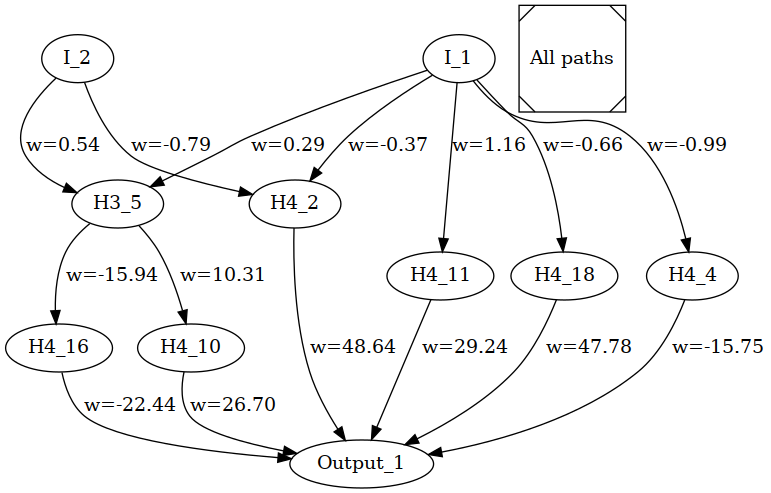 I_2
I_1
All paths
w=0.54
w=-0.79
w=0.29
w=-0.37
w=1.16
w=-0.66
w=-0.99
H3_5
H4_2
w=-15.94
w=10.31
H4_11
H4_18
H4_4
H4_16
H4_10
w=48.64
w=29.24
w=47.78
w=-15.75
w=-22.44
w=26.70
Output_1